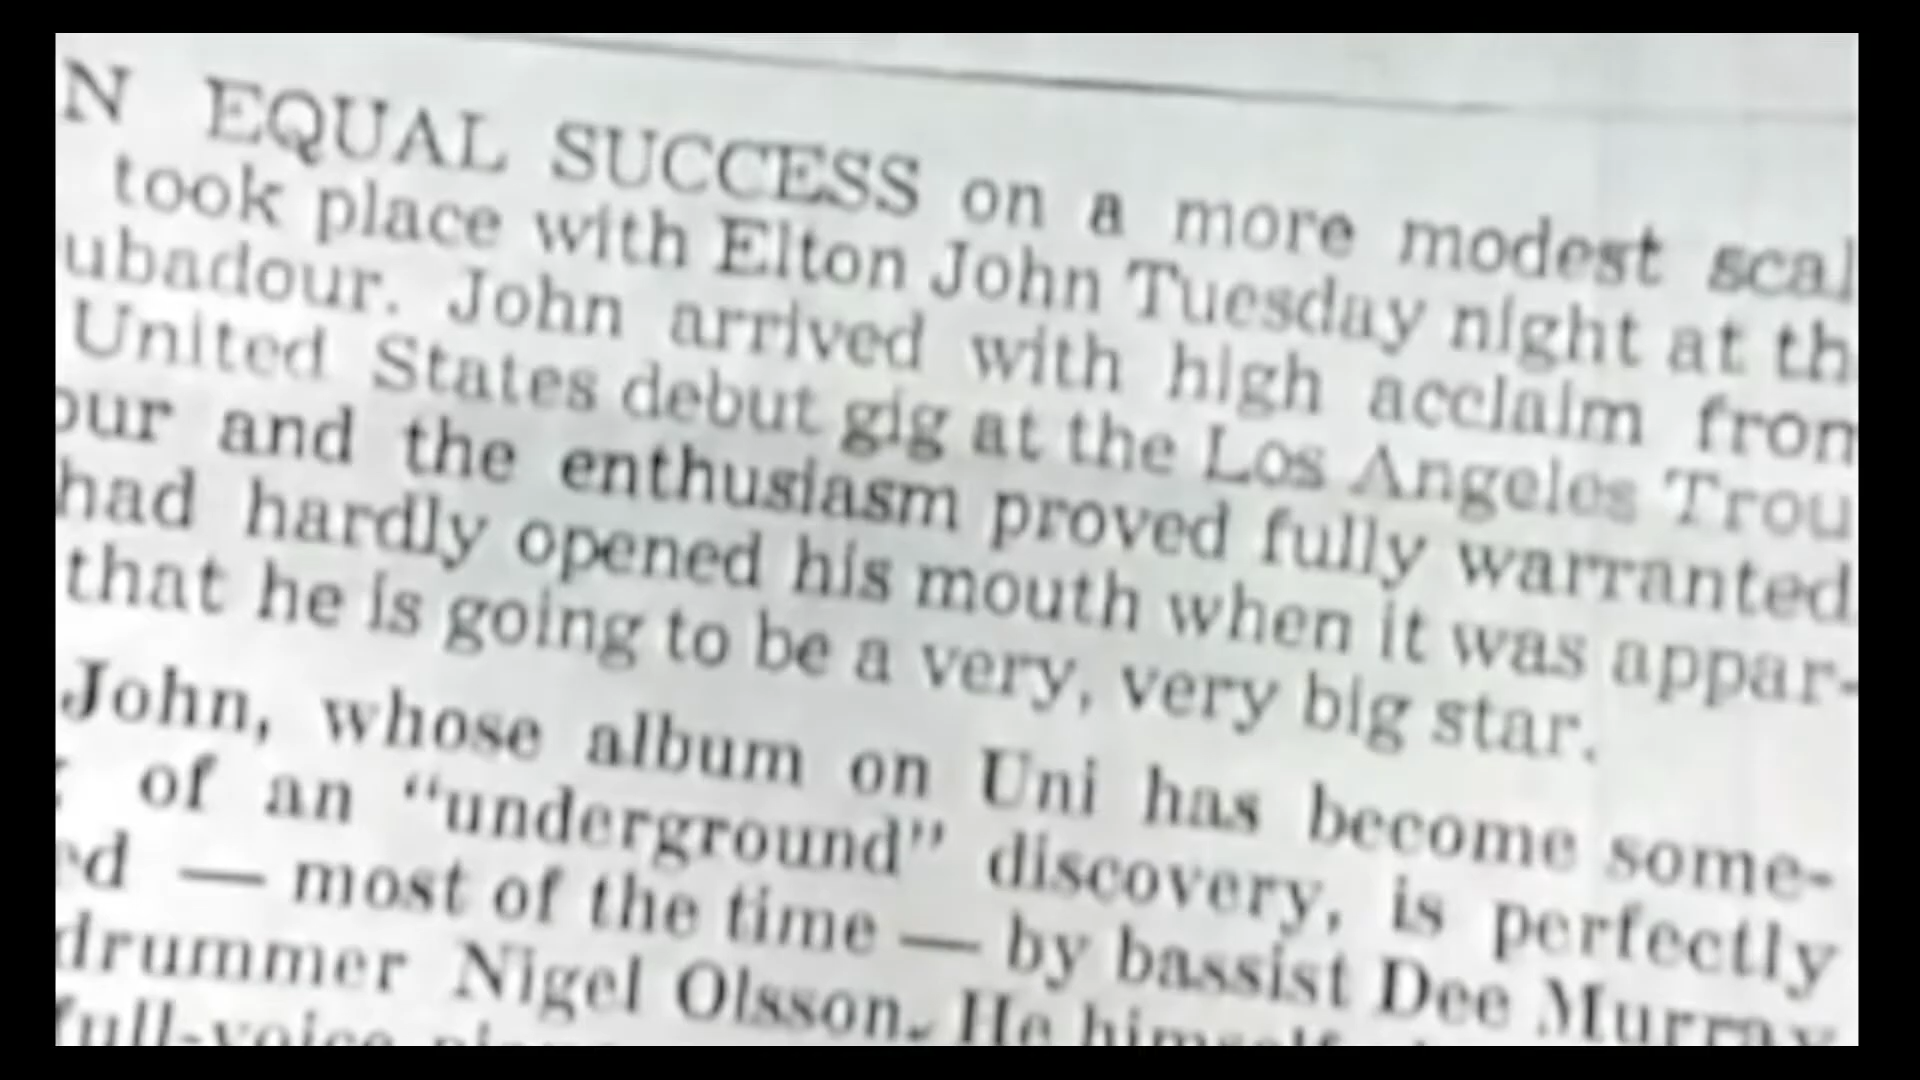 N EQUAL SUCCESS on a more modest scal
took place with Elton John Tuesday night at th
ubadour. John arrived with high acclaim fron
United States debut gig at the Los Angeles Trou
our and the enthusiasm proved fully warranted
had hardly opened his mouth when it was appar-
that he is going to be a very, very big star.
John, whose album on Uni has become some-
of an “underground” discovery, is perfectly
ed — most of the time — by bassist Dee Murray
drummer Nigel Olsson. He himself
full-voice